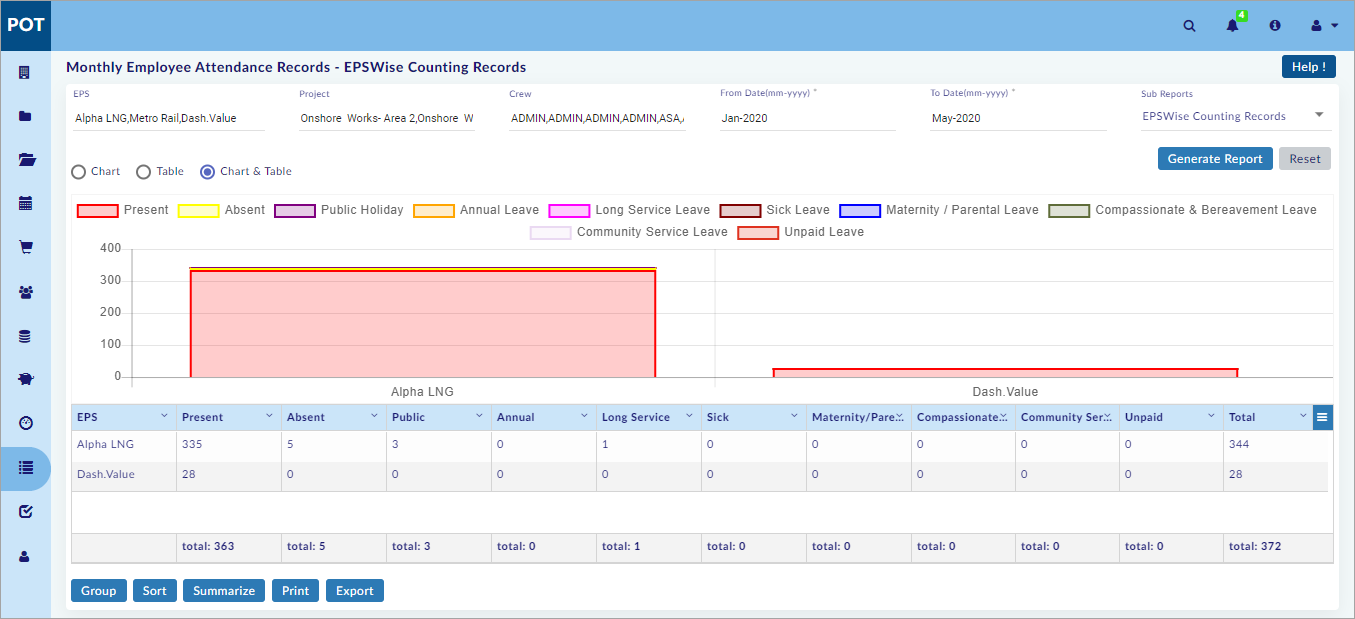 POT
4
Monthly Employee Attendance Records - EPSWise Counting Records
Help !
EPS Project Crew From Date(mm-yyyy) * To Date(mm-yyyy) * Sub Reports
Alpha LNG,Metro Rail,Dash.Value Onshore Works- Area 2,Onshore W ADMIN,ADMIN,ADMIN,ADMIN,ASA, Jan-2020 May-2020 EPSWise Counting Records
Generate Report Reset
Chart Table Chart & Table
Present Absent Public Holiday Annual Leave Long Service Leave Sick Leave Maternity / Parental Leave Compassionate & Bereavement Leave
Community Service Leave Unpaid Leave
400
300
200
100
0
Alpha LNG Dash.Value
EPS Present Absent Public Annual Long Service Sick Maternity/Pare... Compassionate... Community Ser... Unpaid Total
Alpha LNG 335 5 3 0 1 0 0 0 0 0 344
Dash.Value 28 0 0 0 0 0 0 0 0 0 28
total: 363 total: 5 total: 3 total: 0 total: 1 total: 0 total: 0 total: 0 total: 0 total: 0 total: 372
Group Sort Summarize Print Export